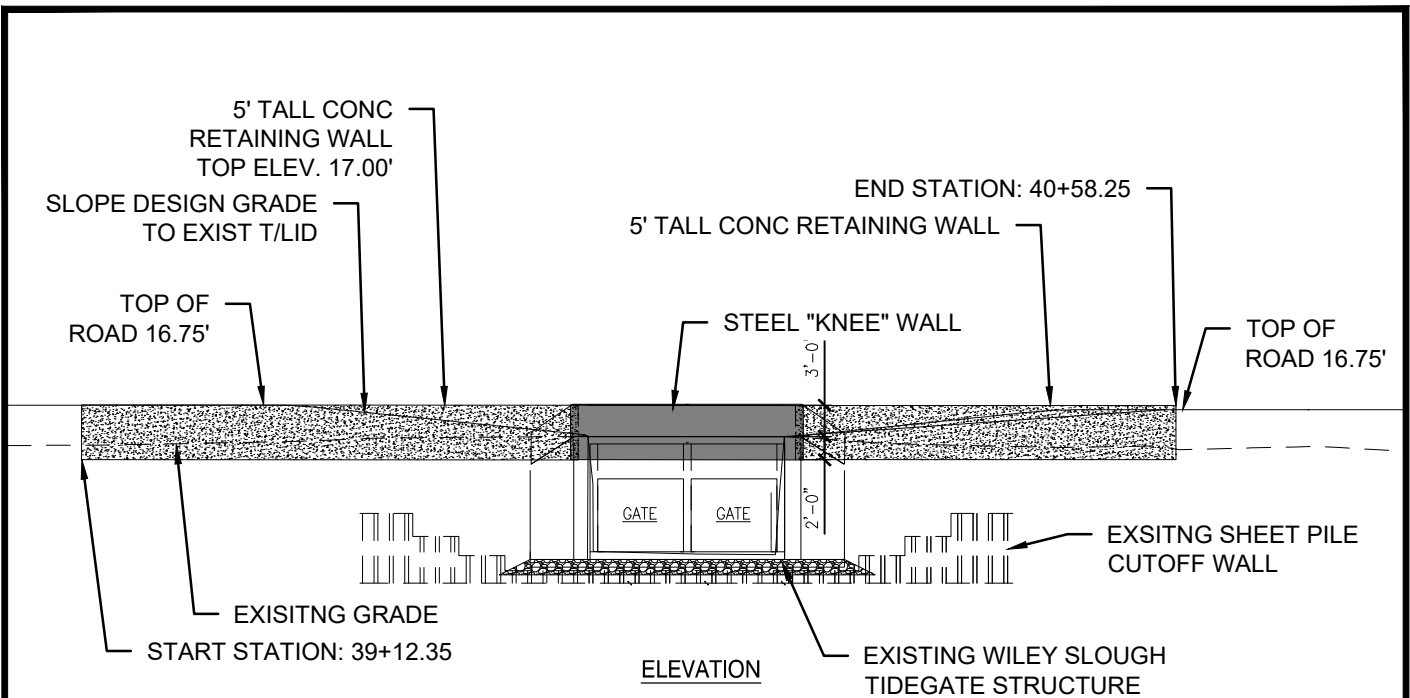 5' TALL CONC
RETAINING WALL
TOP ELEV. 17.00'
SLOPE DESIGN GRADE
TO EXIST T/LID
TOP OF
ROAD 16.75'
END STATION: 40+58.25
5' TALL CONC RETAINING WALL
STEEL "KNEE" WALL
TOP OF
ROAD 16.75'
3'-0"
GATE
GATE
2'-0"
EXSITNG SHEET PILE
CUTOFF WALL
EXISITNG GRADE
START STATION: 39+12.35
ELEVATION
EXISTING WILEY SLOUGH
TIDEGATE STRUCTURE